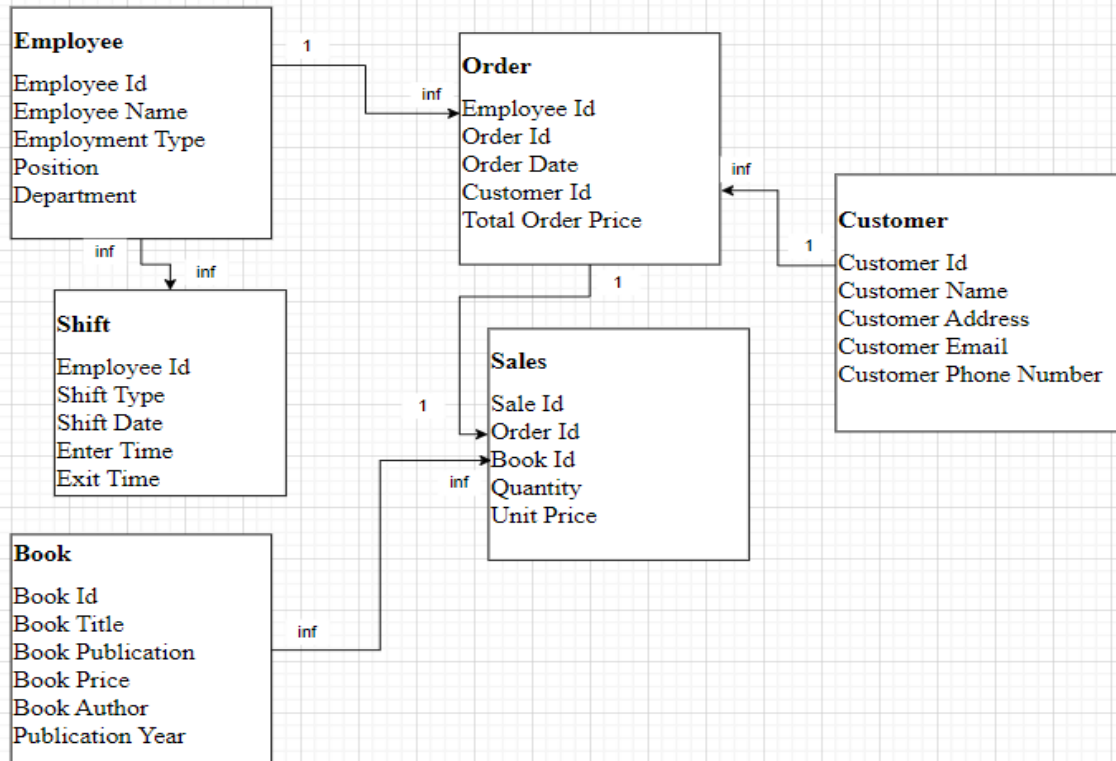 Employee
Employee Id
Employee Name
Employment Type
Position
Department
1
inf
Order
Employee Id
Order Id
Order Date
Customer Id
Total Order Price
inf
1
Customer
Customer Id
Customer Name
Customer Address
Customer Email
Customer Phone Number
inf
inf
Shift
Employee Id
Shift Type
Shift Date
Enter Time
Exit Time
1
1
Sales
Sale Id
Order Id
Book Id
Quantity
Unit Price
inf
inf
Book
Book Id
Book Title
Book Publication
Book Price
Book Author
Publication Year